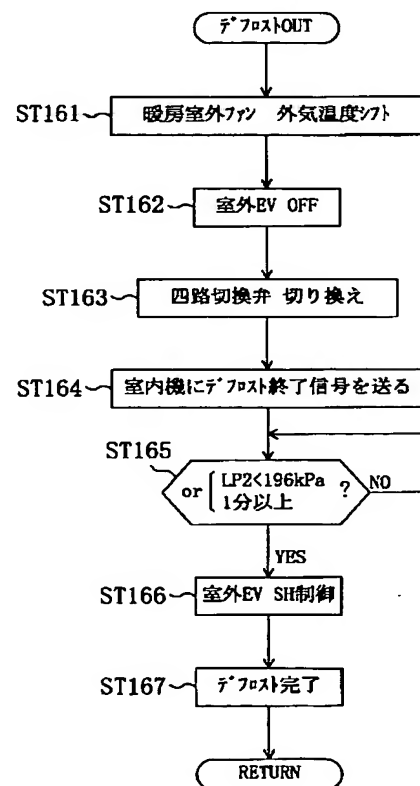 デフロストOUT
ST161 暖房室外ファン 外気温度シフト
ST162 室外EV OFF
ST163 四路切換弁 切り換え
ST164 室内機にデフロスト終了信号を送る
ST165
or LP2<196kPa ? NO
1分以上
YES
ST166 室外EV SH制御
ST167 デフロスト完了
RETURN